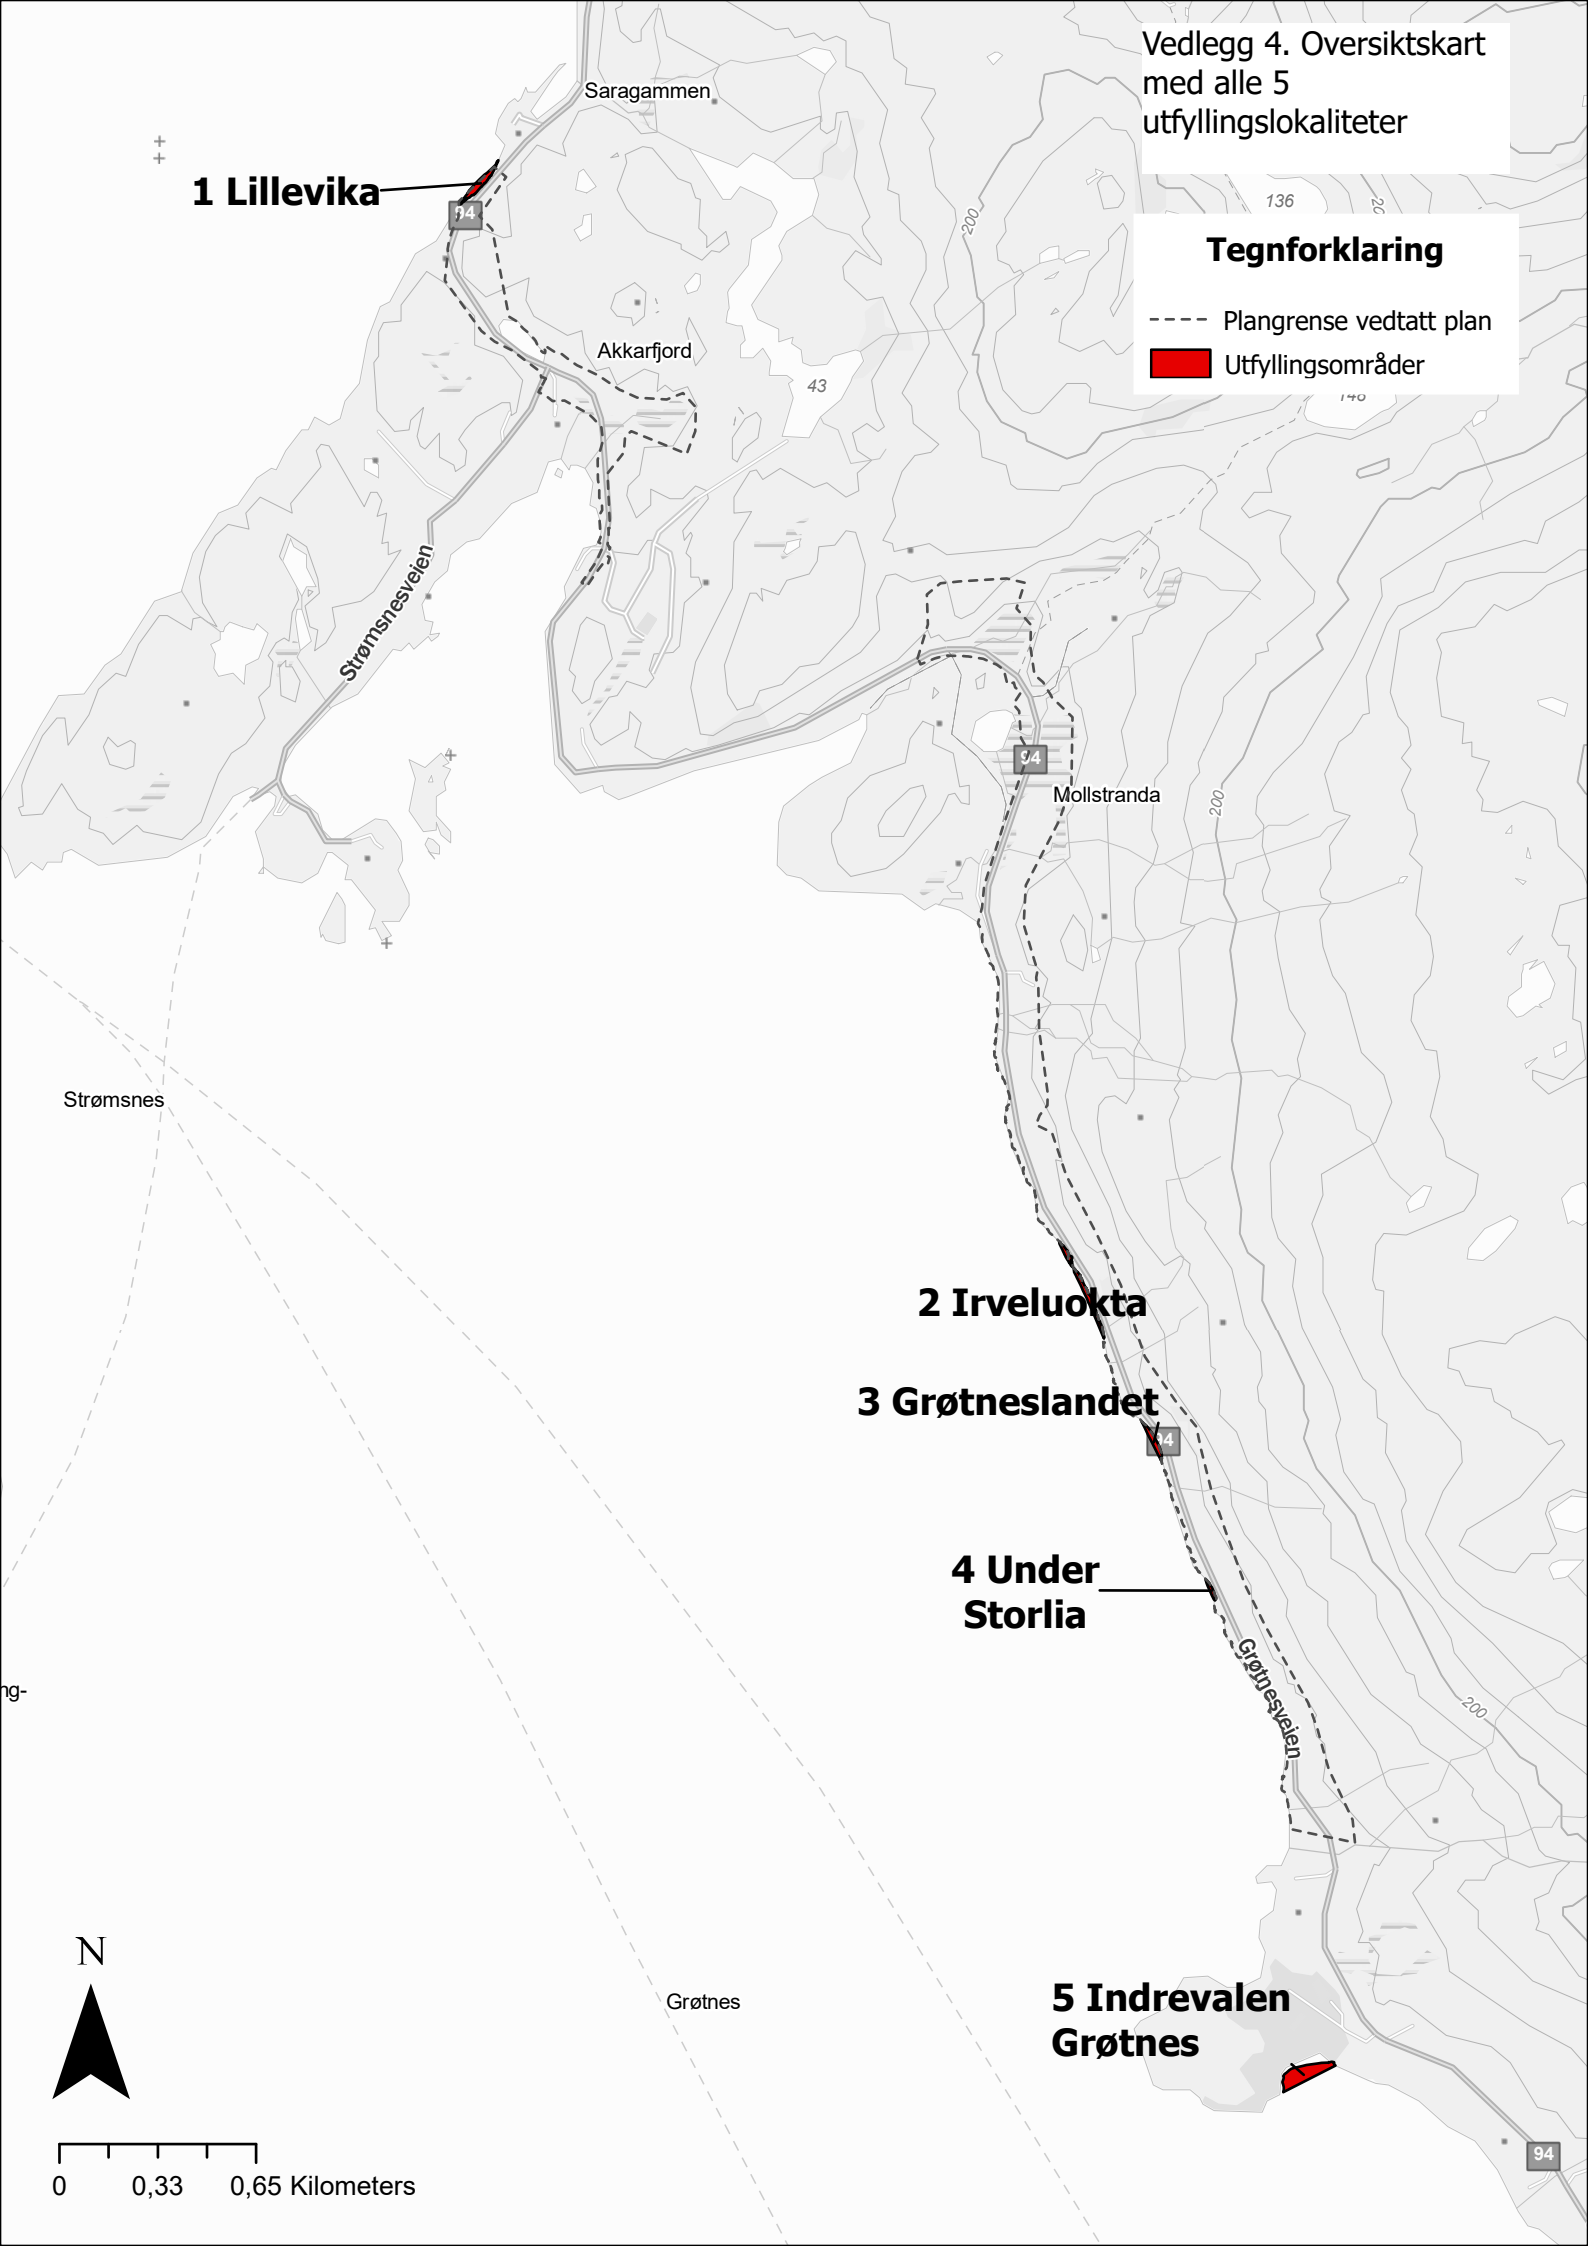 Vedlegg 4. Oversiktskart
med alle 5
utfyllingslokaliteter
Saragammen
1 Lillevika
94
136
200
Tegnforklaring
Plangrense vedtatt plan
Utfyllingsområder
Akkarfjord
43
148
Strømsnesveien
94
Mollstranda
200
Strømsnes
2 Irveluokta
3 Grøtneslandet
94
4 Under
Storlia
Grøtnesveien
ng-
200
N
5 Indrevalen
Grøtnes
Grøtnes
94
0 0,33 0,65 Kilometers